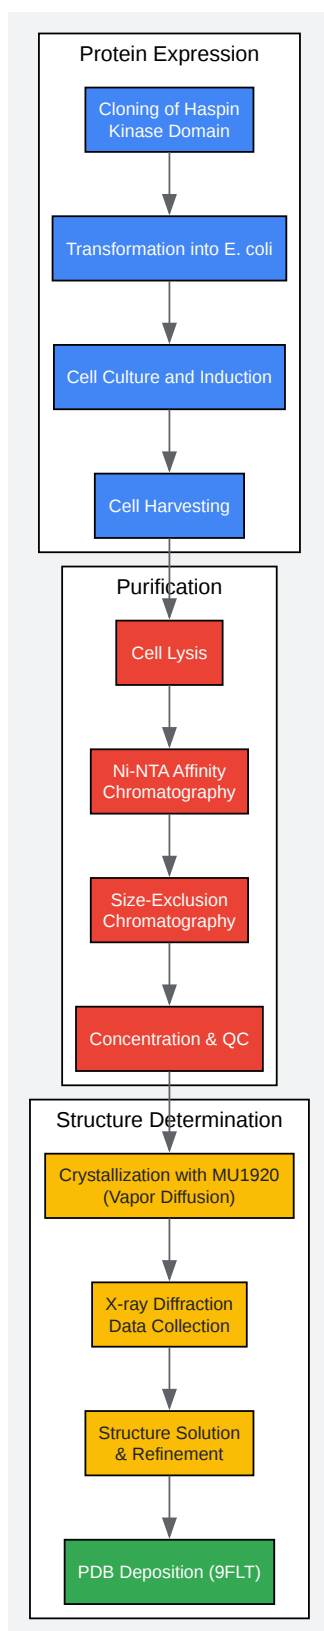 Protein Expression
Cloning of Haspin
Kinase Domain
Transformation into E. coli
Cell Culture and Induction
Cell Harvesting
Purification
Cell Lysis
Ni-NTA Affinity
Chromatography
Size-Exclusion
Chromatography
Concentration & QC
Structure Determination
Crystallization with MU1920
(Vapor Diffusion)
X-ray Diffraction
Data Collection
Structure Solution
& Refinement
PDB Deposition (9FLT)